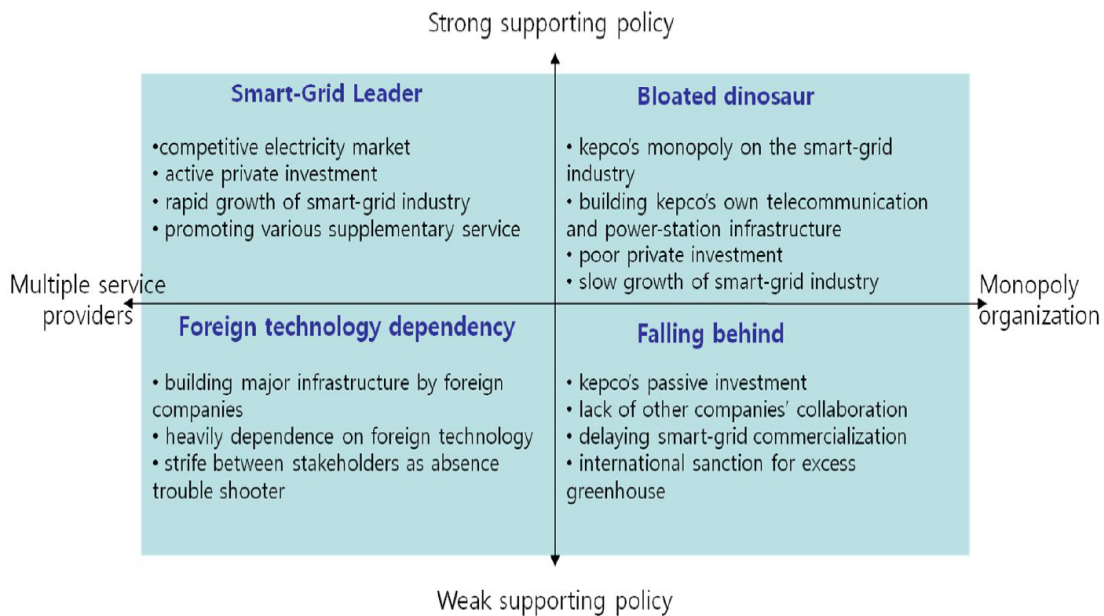 Strong supporting policy
Smart-Grid Leader
•competitive electricity market
• active private investment
• rapid growth of smart-grid industry
• promoting various supplementary service
Bloated dinosaur
• kepco's monopoly on the smart-grid
industry
• building kepco's own telecommunication
and power-station infrastructure
• poor private investment
• slow growth of smart-grid industry
Multiple service
providers
Monopoly
organization
Foreign technology dependency
• building major infrastructure by foreign
companies
• heavily dependence on foreign technology
• strife between stakeholders as absence
trouble shooter
Falling behind
• kepco's passive investment
• lack of other companies' collaboration
• delaying smart-grid commercialization
• international sanction for excess
greenhouse
Weak supporting policy